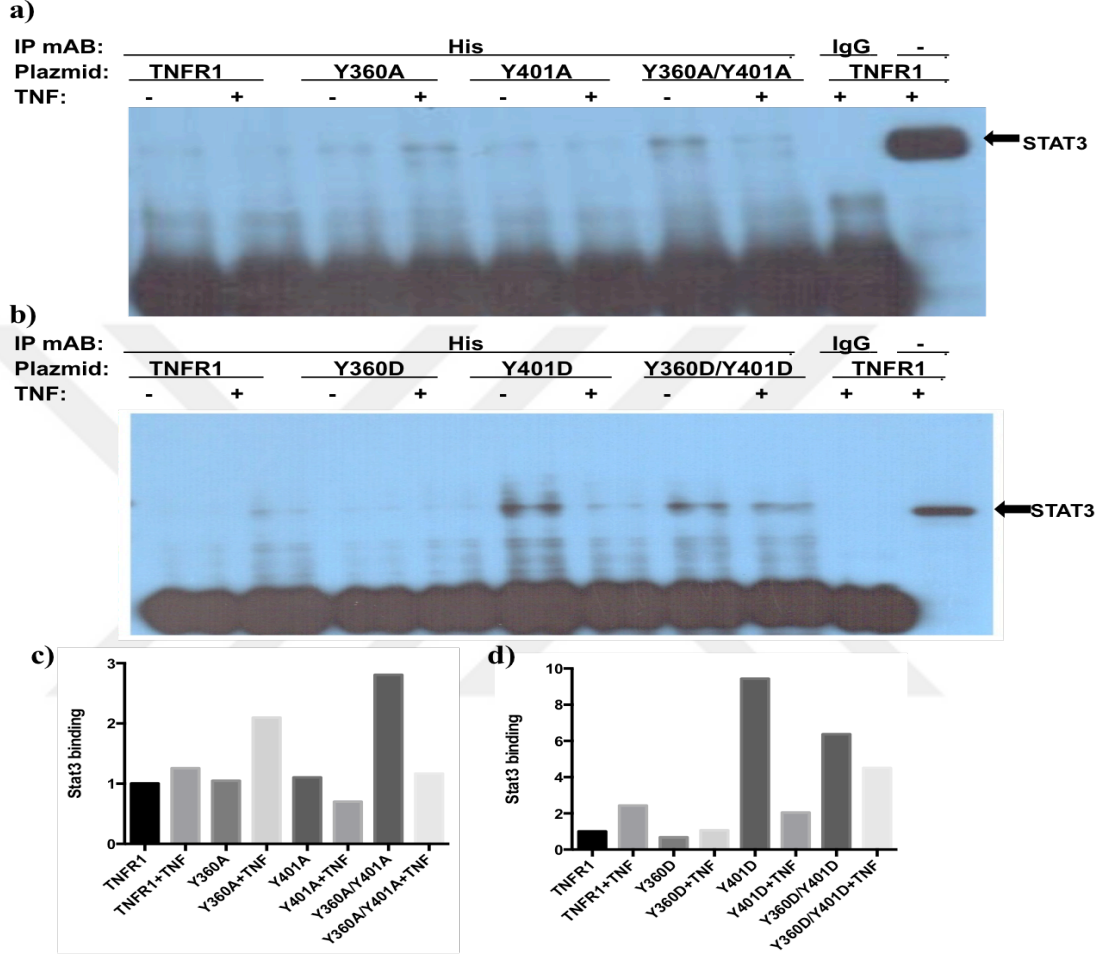 a)
IP mAB: His IgG -
Plazmid: TNFR1 Y360A Y401A Y360A/Y401A TNFR1
TNF: - + - + - + - + + +
STAT3
b)
IP mAB: His IgG -
Plazmid: TNFR1 Y360D Y401D Y360D/Y401D TNFR1
TNF: - + - + - + - + + +
STAT3
c)
3
2
1
0
Stat3 binding
TNFR1
TNFR1+TNF
Y360A
Y360A+TNF
Y401A
Y401A+TNF
Y360A/Y401A
Y360A/Y401A+TNF
d)
10
8
6
4
2
0
Stat3 binding
TNFR1
TNFR1+TNF
Y360D
Y360D+TNF
Y401D
Y401D+TNF
Y360D/Y401D
Y360D/Y401D+TNF